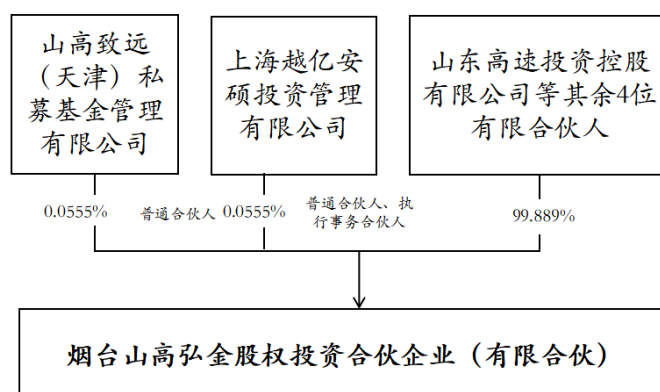 山高致远
（天津）私
募基金管理
有限公司
上海越亿安
硕投资管理
有限公司
山东高速投资控股
有限公司等其余4位
有限合伙人
0.0555%
普通合伙人
0.0555%
普通合伙人、执
行事务合伙人
99.889%
烟台山高弘金股权投资合伙企业（有限合伙）